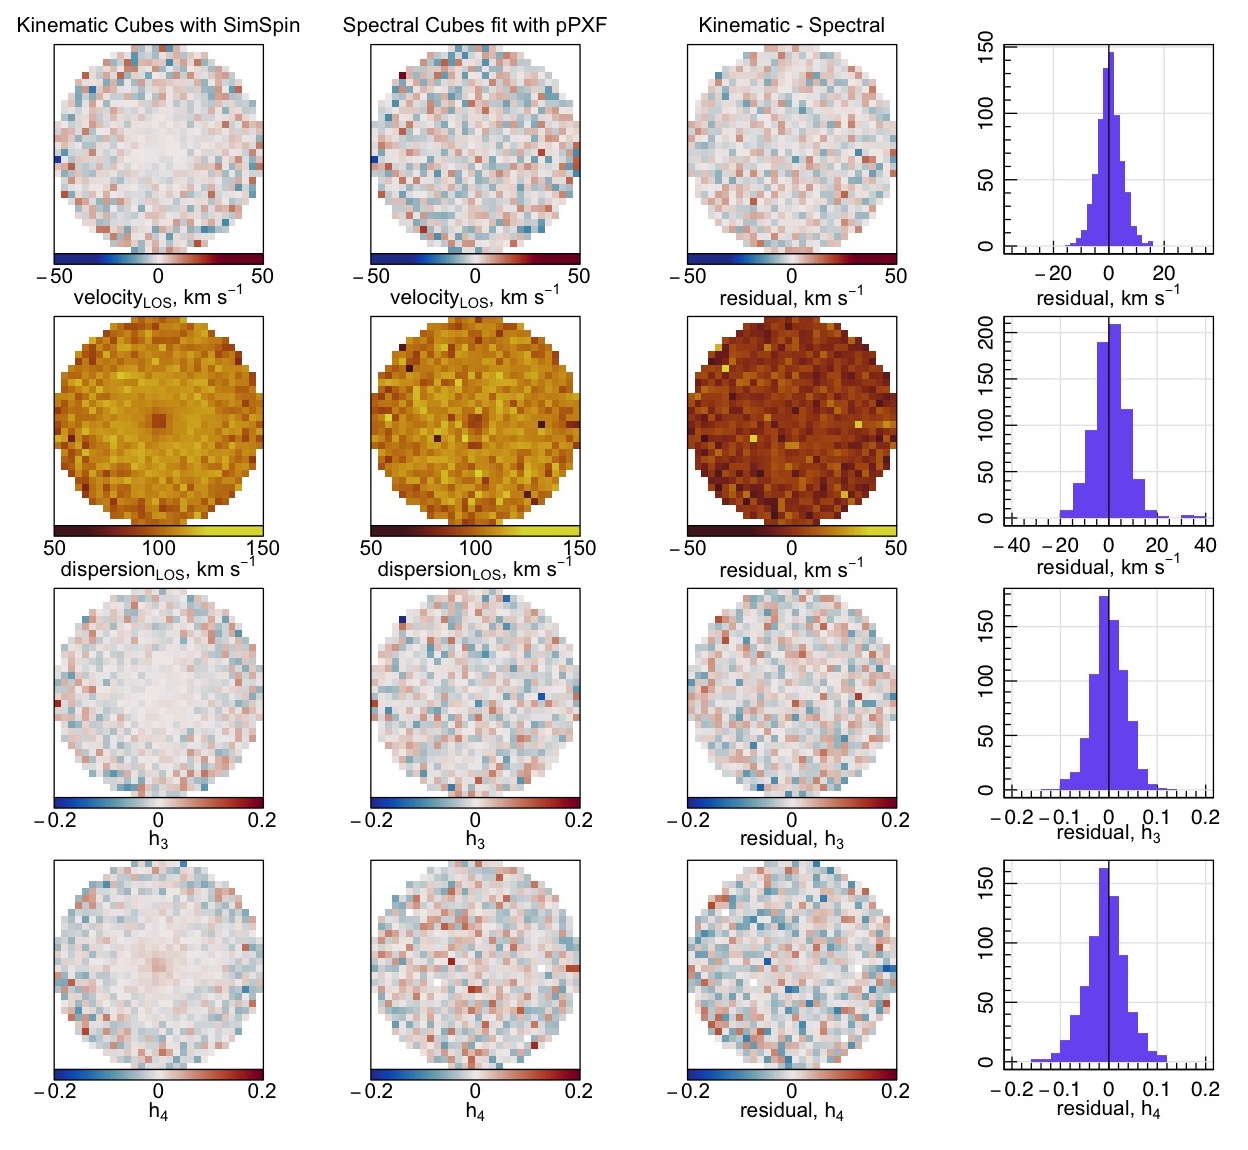 Kinematic Cubes with SimSpin Spectral Cubes fit with pPXF Kinematic - Spectral
0 50 100 150
−50 0 50 −50 0 50 −50 0 50 −20 0 20
velocity_LOS, km s⁻¹ velocity_LOS, km s⁻¹ residual, km s⁻¹ residual, km s⁻¹
0 50 100 150 200
50 100 150 50 100 150 −50 0 50 −40 −20 0 20 40
dispersion_LOS, km s⁻¹ dispersion_LOS, km s⁻¹ residual, km s⁻¹ residual, km s⁻¹
0 50 100 150
−0.2 0 0.2 −0.2 0 0.2 −0.2 0 0.2 −0.2 −0.1 0 0.1 0.2
h₃ h₃ residual, h₃ residual, h₃
0 50 100 150
−0.2 0 0.2 −0.2 0 0.2 −0.2 0 0.2 −0.2 −0.1 0 0.1 0.2
h₄ h₄ residual, h₄ residual, h₄